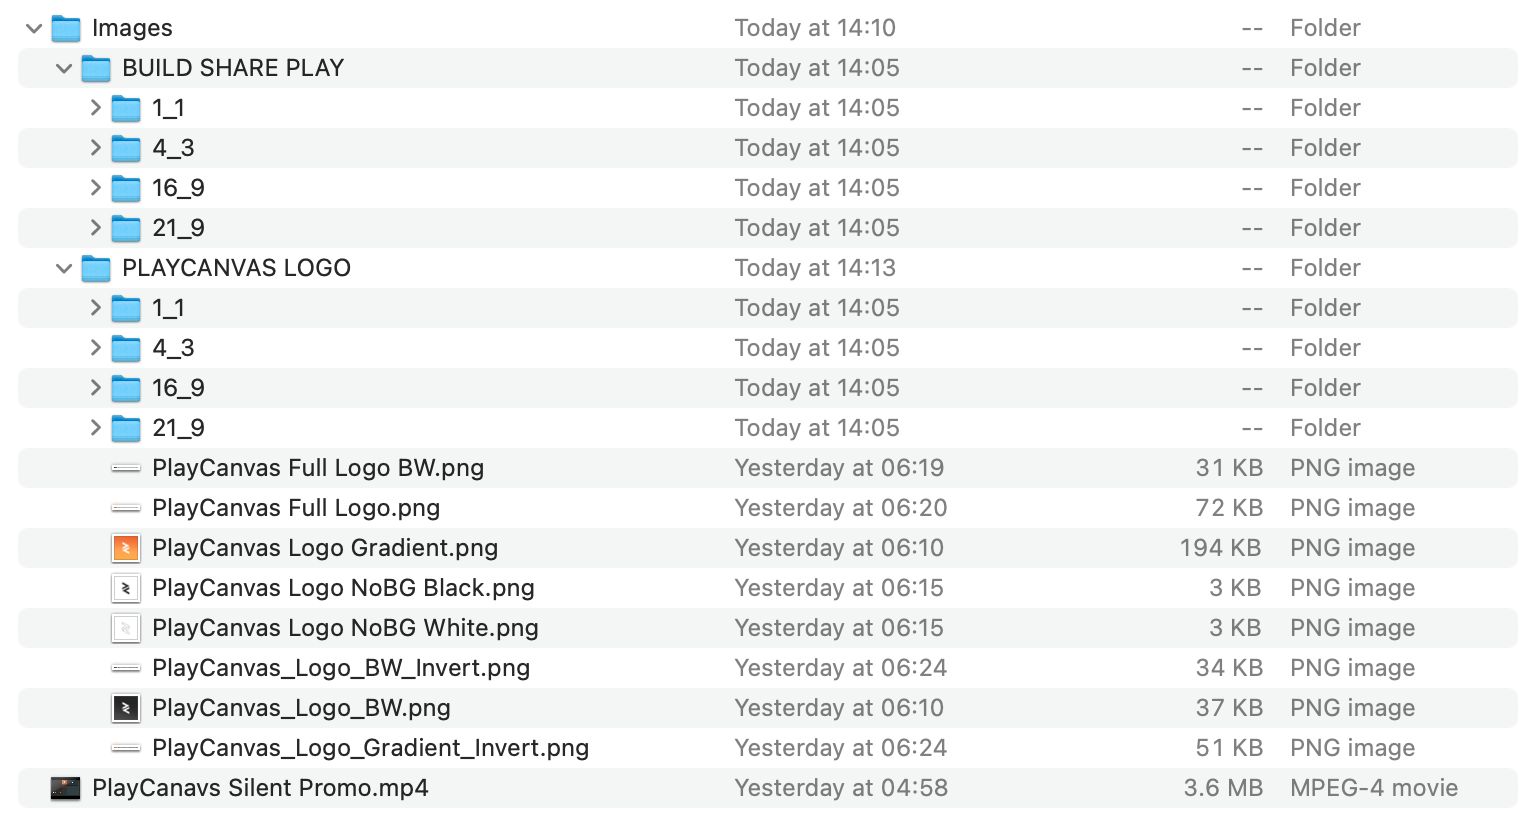 Images Today at 14:10 -- Folder
BUILD SHARE PLAY Today at 14:05 -- Folder
1_1 Today at 14:05 -- Folder
4_3 Today at 14:05 -- Folder
16_9 Today at 14:05 -- Folder
21_9 Today at 14:05 -- Folder
PLAYCANVAS LOGO Today at 14:13 -- Folder
1_1 Today at 14:05 -- Folder
4_3 Today at 14:05 -- Folder
16_9 Today at 14:05 -- Folder
21_9 Today at 14:05 -- Folder
PlayCanvas Full Logo BW.png Yesterday at 06:19 31 KB PNG image
PlayCanvas Full Logo.png Yesterday at 06:20 72 KB PNG image
PlayCanvas Logo Gradient.png Yesterday at 06:10 194 KB PNG image
PlayCanvas Logo NoBG Black.png Yesterday at 06:15 3 KB PNG image
PlayCanvas Logo NoBG White.png Yesterday at 06:15 3 KB PNG image
PlayCanvas_Logo_BW_Invert.png Yesterday at 06:24 34 KB PNG image
PlayCanvas_Logo_BW.png Yesterday at 06:10 37 KB PNG image
PlayCanvas_Logo_Gradient_Invert.png Yesterday at 06:24 51 KB PNG image
PlayCanavs Silent Promo.mp4 Yesterday at 04:58 3.6 MB MPEG-4 movie